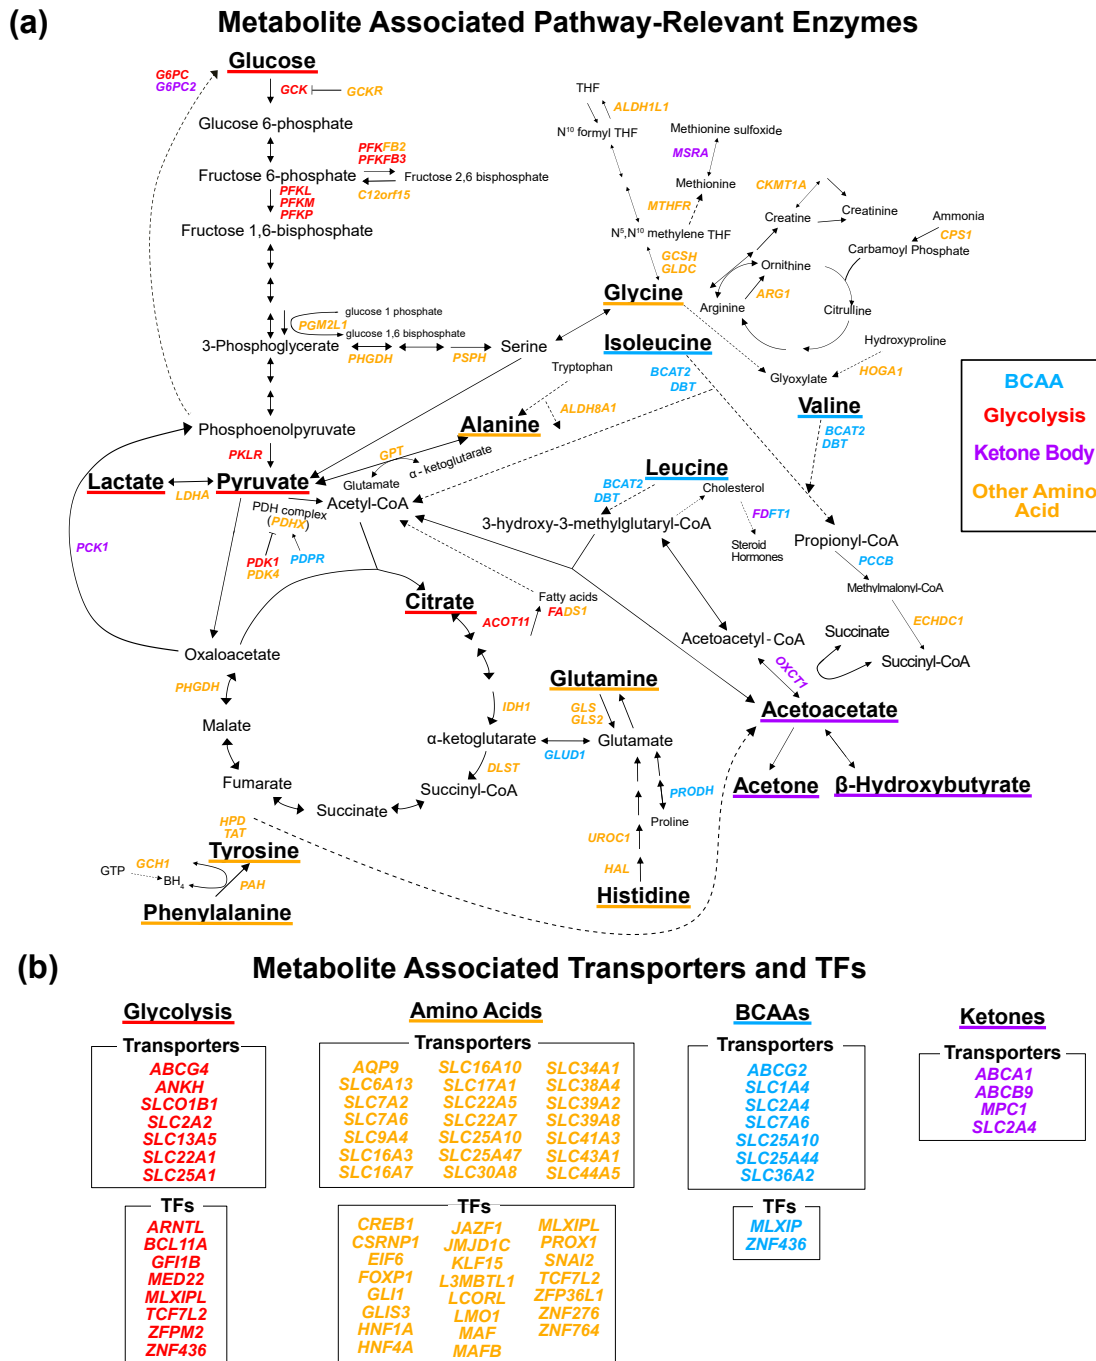 (a) Metabolite Associated Pathway-Relevant Enzymes
Glucose
G6PC
G6PC2
GCK
GCKR
Glucose 6-phosphate
PFKFB2
PFKFB3
Fructose 6-phosphate
Fructose 2,6 bisphosphate
C12orf15
PFKL
PFKM
PFKP
Fructose 1,6-bisphosphate
THF
ALDH1L1
N10 formyl THF
Methionine sulfoxide
MSRA
Methionine
MTHFR
N5,N10 methylene THF
GCSH
GLDC
CKMT1A
Creatine
Creatinine
Ammonia
CPS1
Carbamoyl Phosphate
Ornithine
ARG1
Arginine
Citrulline
Glycine
glucose 1 phosphate
PGM2L1
glucose 1,6 bisphosphate
3-Phosphoglycerate
PHGDH
PSPH
Serine
Isoleucine
BCAT2
DBT
Tryptophan
ALDH8A1
Hydroxyproline
HOGA1
Glyoxylate
Valine
BCAT2
DBT
BCAA
Glycolysis
Ketone Body
Other Amino
Acid
Phosphoenolpyruvate
PKLR
Alanine
GPT
α- ketoglutarate
Glutamate
Lactate
LDHA
Pyruvate
Acetyl-CoA
PDH complex
(PDHX)
PDK1
PDK4
PDPR
PCK1
Leucine
BCAT2
DBT
Cholesterol
3-hydroxy-3-methylglutaryl-CoA
FDFT1
Steroid
Hormones
Propionyl-CoA
PCCB
Methylmalonyl-CoA
ECHDC1
Succinate
Succinyl-CoA
Citrate
ACOT11
Fatty acids
FADS1
Acetoacetyl-CoA
OXCT1
Oxaloacetate
PHGDH
Malate
Fumarate
Succinate
Succinyl-CoA
DLST
α-ketoglutarate
IDH1
GLUD1
Glutamine
GLS
GLS2
Glutamate
PRODH
Proline
UROC1
HAL
Histidine
Acetoacetate
Acetone
β-Hydroxybutyrate
HPD
TAT
Tyrosine
GTP
GCH1
BH4
PAH
Phenylalanine
(b) Metabolite Associated Transporters and TFs
Glycolysis
Transporters
ABCG4
ANKH
SLCO1B1
SLC2A2
SLC13A5
SLC22A1
SLC25A1
TFs
ARNTL
BCL11A
GFI1B
MED22
MLXIPL
TCF7L2
ZFPM2
ZNF436
Amino Acids
Transporters
AQP9
SLC6A13
SLC7A2
SLC7A6
SLC9A4
SLC16A3
SLC16A7
SLC16A10
SLC17A1
SLC22A5
SLC22A7
SLC25A10
SLC25A47
SLC30A8
SLC34A1
SLC38A4
SLC39A2
SLC39A8
SLC41A3
SLC43A1
SLC44A5
TFs
CREB1
CSRNP1
EIF6
FOXP1
GLI1
GLIS3
HNF1A
HNF4A
JAZF1
JMJD1C
KLF15
L3MBTL1
LCORL
LMO1
MAF
MAFB
MLXIPL
PROX1
SNAI2
TCF7L2
ZFP36L1
ZNF276
ZNF764
BCAAs
Transporters
ABCG2
SLC1A4
SLC2A4
SLC7A6
SLC25A10
SLC25A44
SLC36A2
TFs
MLXIP
ZNF436
Ketones
Transporters
ABCA1
ABCB9
MPC1
SLC2A4